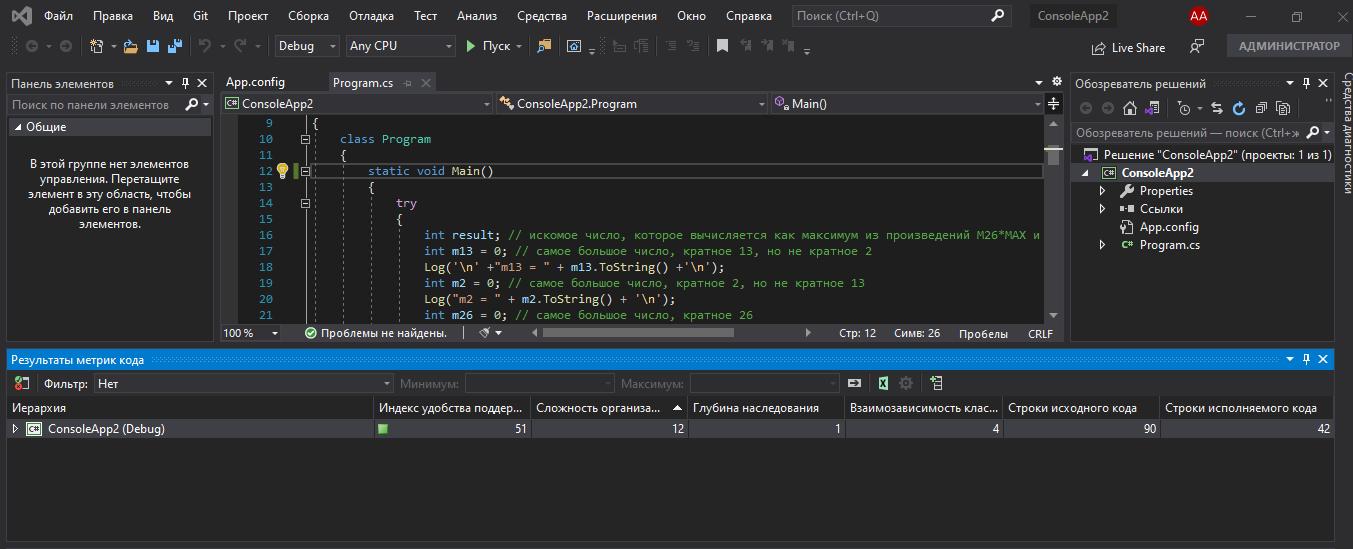 Файл Правка Вид Git Проект Сборка Отладка Тест Анализ Средства Расширения Окно Справка Поиск (Ctrl+Q) ConsoleApp2 AA
Debug Any CPU Пуск Live Share АДМИНИСТРАТОР
Панель элементов
Поиск по панели элементов
Общие
В этой группе нет элементов
управления. Перетащите
элемент в эту область, чтобы
добавить его в панель
элементов.
App.config Program.cs
ConsoleApp2 ConsoleApp2.Program Main()
9 {
10 class Program
11 {
12 static void Main()
13 {
14 try
15 {
16 int result; // искомое число, которое вычисляется как максимум из произведений M26*MAX и
17 int m13 = 0; // самое большое число, кратное 13, но не кратное 2
18 Log('\n' +"m13 = " + m13.ToString() +'\n');
19 int m2 = 0; // самое большое число, кратное 2, но не кратное 13
20 Log("m2 = " + m2.ToString() + '\n');
21 int m26 = 0; // самое большое число, кратное 26
100 % Проблемы не найдены. Стр: 12 Симв: 26 Пробелы CRLF
Обозреватель решений
Обозреватель решений — поиск (Ctrl+ж
Решение "ConsoleApp2" (проекты: 1 из 1)
ConsoleApp2
Properties
Ссылки
App.config
Program.cs
Средства диагностики
Результаты метрик кода
Фильтр: Нет Минимум: Максимум:
Иерархия Индекс удобства поддер... Сложность организа... Глубина наследования Взаимозависимость клас... Строки исходного кода Строки исполняемого кода
ConsoleApp2 (Debug) 51 12 1 4 90 42